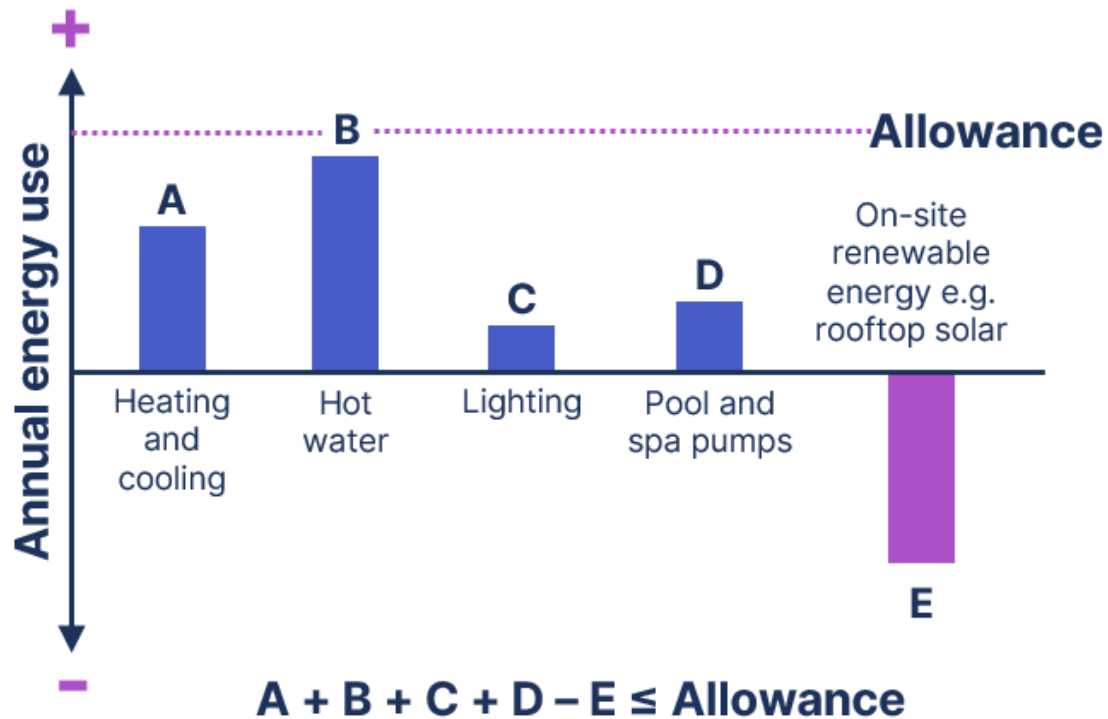 +
Annual energy use
B
Allowance
A
On-site
renewable
energy e.g.
rooftop solar
C
D
Heating
and
cooling
Hot
water
Lighting
Pool and
spa pumps
E
–
A + B + C + D – E ≤ Allowance